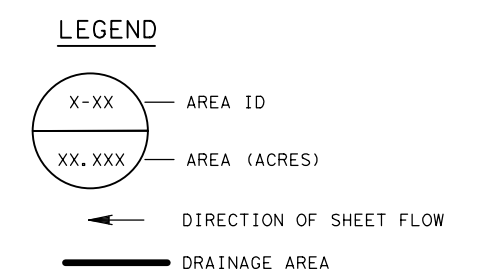 LEGEND
X-XX AREA ID
XX.XXX AREA (ACRES)
DIRECTION OF SHEET FLOW
DRAINAGE AREA